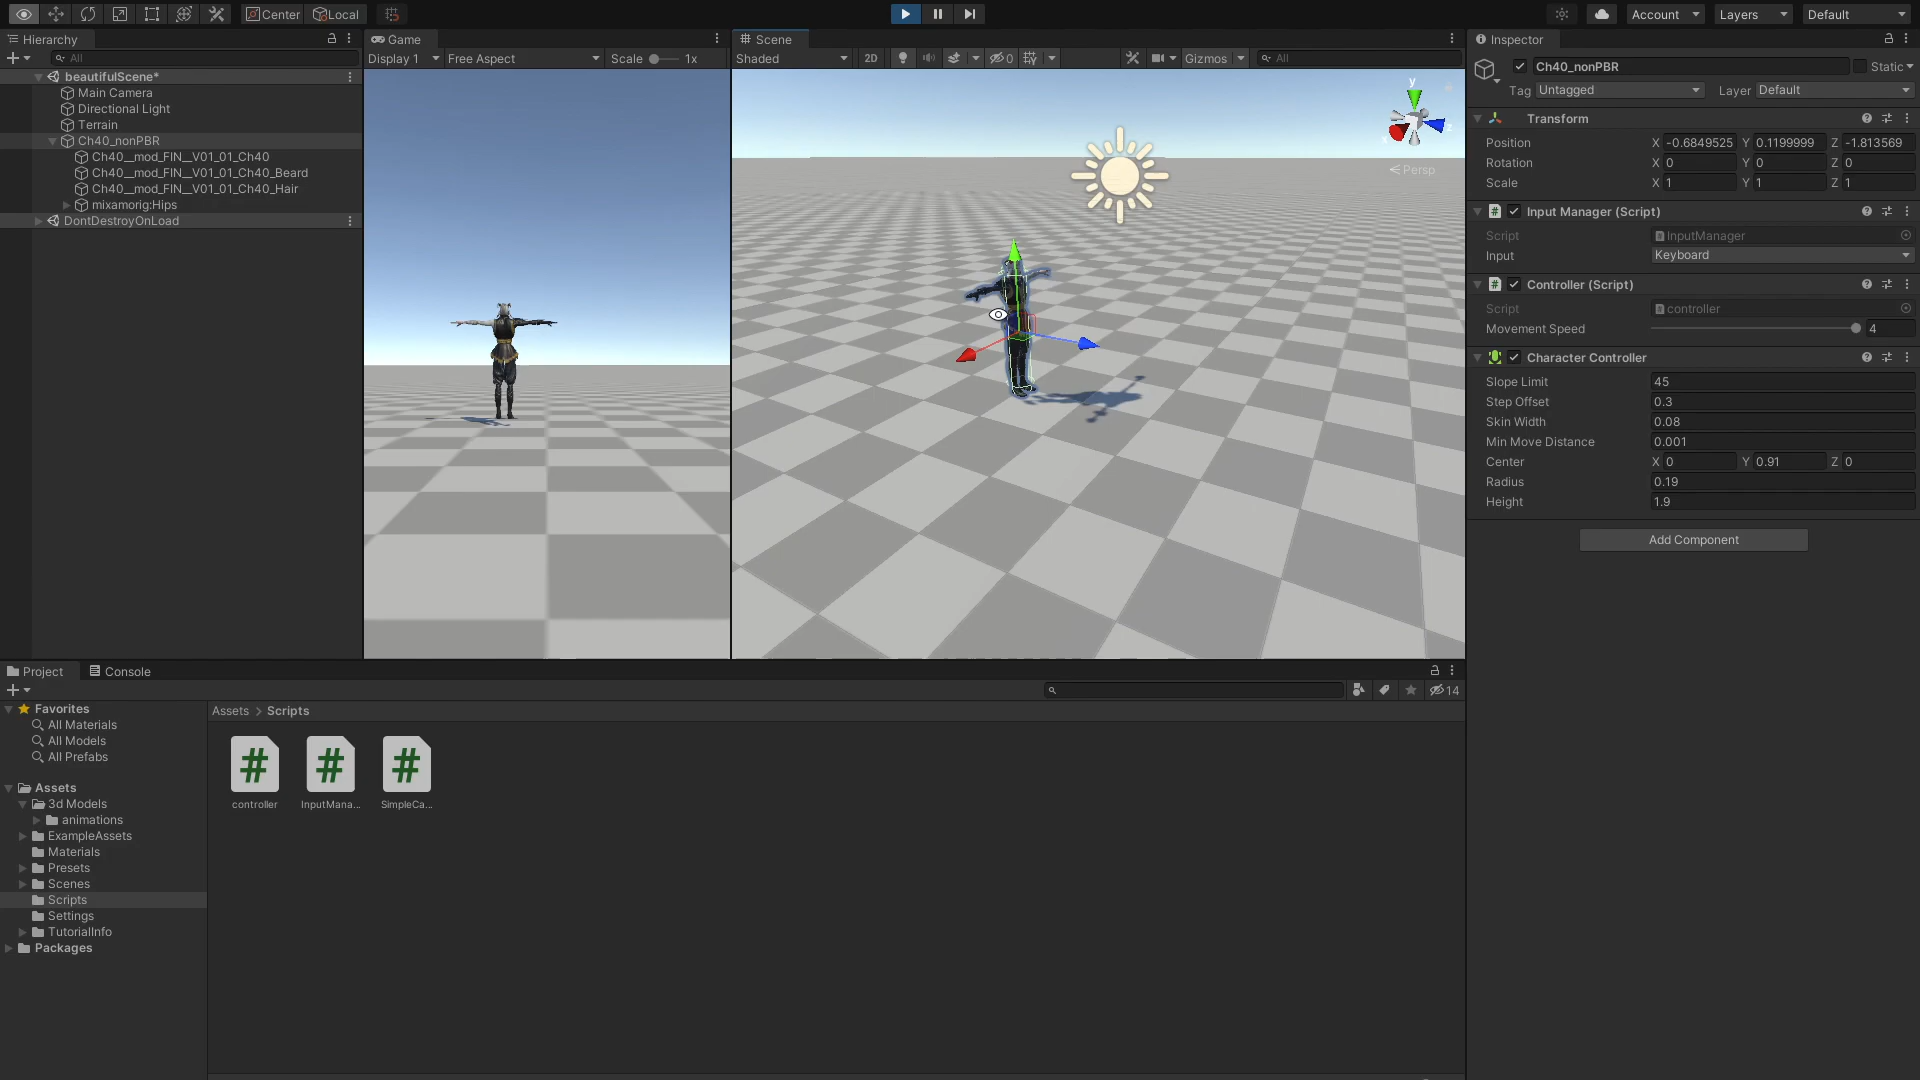 Center
Local
Account
Layers
Default
Hierarchy
All
beautifulScene*
Main Camera
Directional Light
Terrain
Ch40_nonPBR
Ch40__mod_FIN__V01_01_Ch40
Ch40__mod_FIN__V01_01_Ch40_Beard
Ch40__mod_FIN__V01_01_Ch40_Hair
mixamorig:Hips
DontDestroyOnLoad
Game
Display 1
Free Aspect
Scale
1x
Scene
Shaded
2D
0
Gizmos
All
y
x
z
Persp
Inspector
Ch40_nonPBR
Static
Tag Untagged
Layer Default
Transform
Position X -0.6849525 Y 0.1199999 Z -1.813569
Rotation X 0 Y 0 Z 0
Scale X 1 Y 1 Z 1
Input Manager (Script)
Script InputManager
Input Keyboard
Controller (Script)
Script controller
Movement Speed 4
Character Controller
Slope Limit 45
Step Offset 0.3
Skin Width 0.08
Min Move Distance 0.001
Center X 0 Y 0.91 Z 0
Radius 0.19
Height 1.9
Add Component
Project
Console
14
Favorites
All Materials
All Models
All Prefabs
Assets
3d Models
animations
ExampleAssets
Materials
Presets
Scenes
Scripts
Settings
TutorialInfo
Packages
Assets > Scripts
controller
InputMana...
SimpleCa...